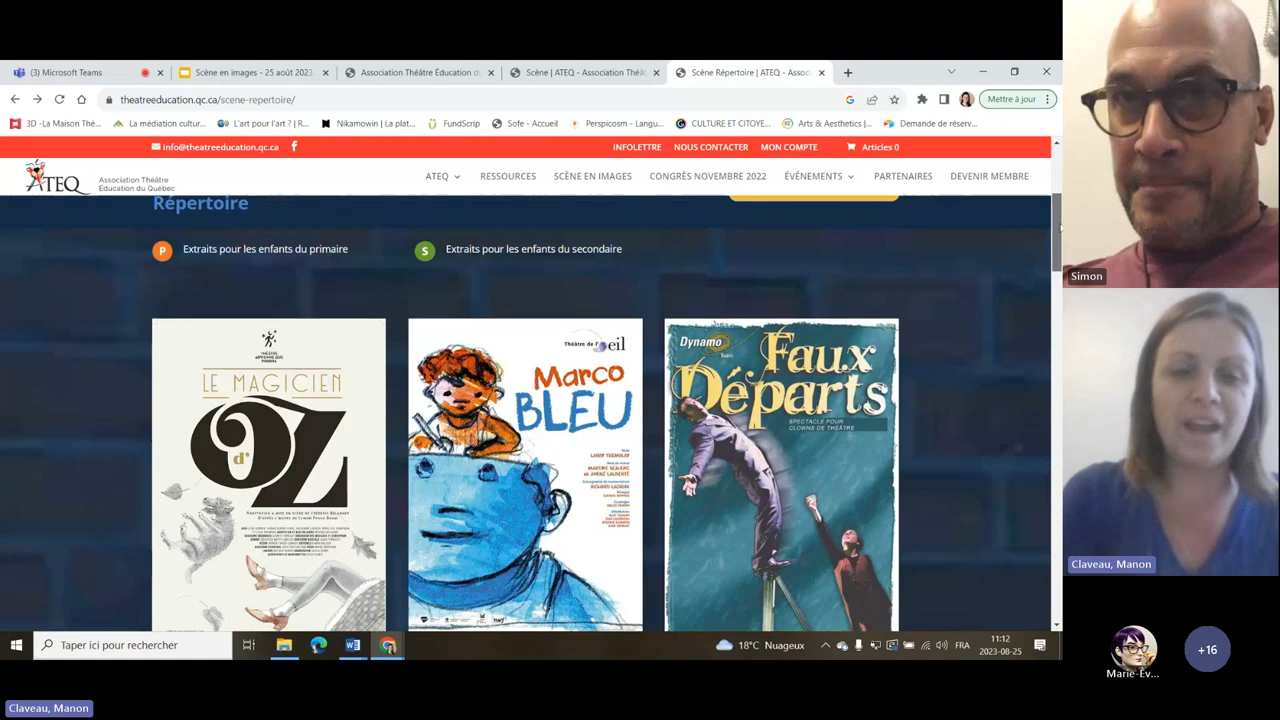 (3) Microsoft Teams
Scène en images - 25 août 2023.
Association Théâtre Éducation du
Scène | ATEQ - Association Théât
Scène Répertoire | ATEQ - Assoc
theatreeducation.qc.ca/scene-repertoire/
Mettre à jour
3D -La Maison Thé...
La médiation cultur...
L'art pour l'art ? | R...
Nikamowin | La plat...
FundScrip
Sofe - Accueil
Perspicosm - Langu...
CULTURE ET CITOYE...
Arts & Aesthetics |...
Demande de réserv...
info@theatreeducation.qc.ca
INFOLETTRE
NOUS CONTACTER
MON COMPTE
Articles 0
ATEQ
Association Théâtre
Éducation du Québec
ATEQ
RESSOURCES
SCÈNE EN IMAGES
CONGRÈS NOVEMBRE 2022
ÉVÉNEMENTS
PARTENAIRES
DEVENIR MEMBRE
Répertoire
P
Extraits pour les enfants du primaire
S
Extraits pour les enfants du secondaire
LE MAGICIEN
d'
OZ
Théâtre de l'oeil
Marco
BLEU
Dynamo
Faux
Départs
SPECTACLE POUR
CLOWNS DE THÉÂTRE
Simon
Claveau, Manon
Marie-Ev...
+16
Taper ici pour rechercher
18°C Nuageux
FRA
11:12
2023-08-25
Claveau, Manon